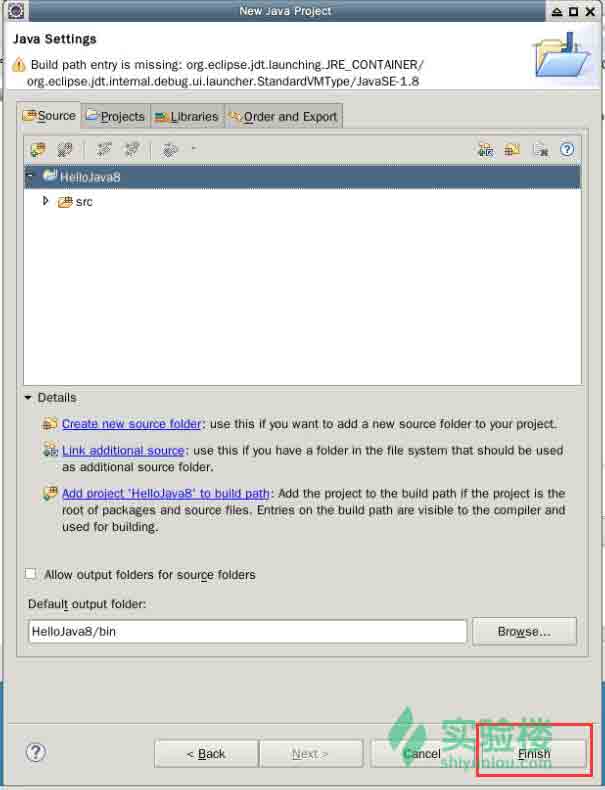 New Java Project
Java Settings
Build path entry is missing: org.eclipse.jdt.launching.JRE_CONTAINER/
org.eclipse.jdt.internal.debug.ui.launcher.StandardVMType/JavaSE-1.8
Source Projects Libraries Order and Export
HelloJava8
src
Details
Create new source folder: use this if you want to add a new source folder to your project.
Link additional source: use this if you have a folder in the file system that should be used
as additional source folder.
Add project 'HelloJava8' to build path: Add the project to the build path if the project is the
root of packages and source files. Entries on the build path are visible to the compiler and
used for building.
Allow output folders for source folders
Default output folder:
HelloJava8/bin Browse...
实验楼
shiyanlou.com
< Back Next > Cancel Finish